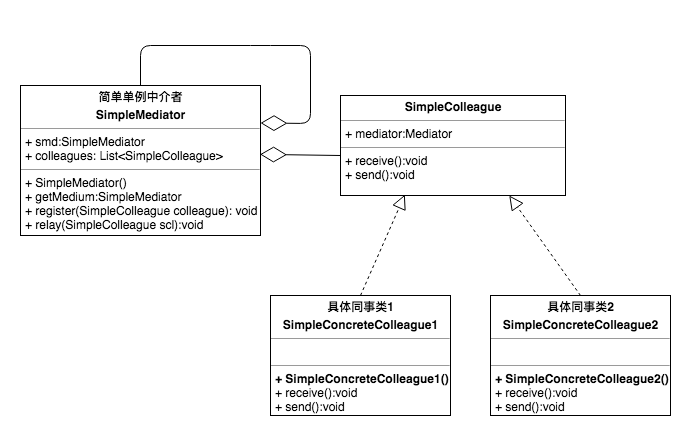 简单单例中介者
SimpleMediator
+ smd:SimpleMediator
+ colleagues: List<SimpleColleague>
+ SimpleMediator()
+ getMedium:SimpleMediator
+ register(SimpleColleague colleague): void
+ relay(SimpleColleague scl):void
SimpleColleague
+ mediator:Mediator
+ receive():void
+ send():void
具体同事类1
SimpleConcreteColleague1
+ SimpleConcreteColleague1()
+ receive():void
+ send():void
具体同事类2
SimpleConcreteColleague2
+ SimpleConcreteColleague2()
+ receive():void
+ send():void